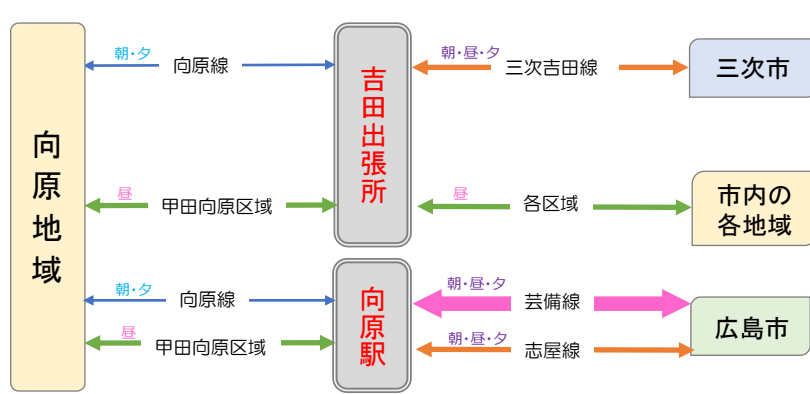 向原地域
朝・夕
向原線
吉田出張所
朝・昼・夕
三次吉田線
三次市
昼
甲田向原区域
昼
各区域
市内の
各地域
朝・夕
向原線
向原駅
朝・昼・夕
芸備線
広島市
昼
甲田向原区域
朝・昼・夕
志屋線